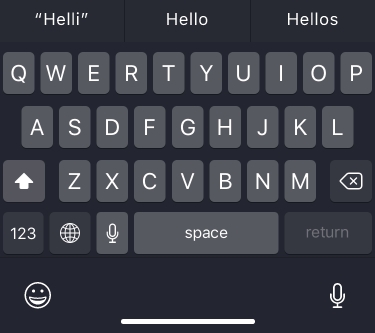 “Helli” Hello Hellos
Q W E R T Y U I O P
A S D F G H J K L
Z X C V B N M
123 space return